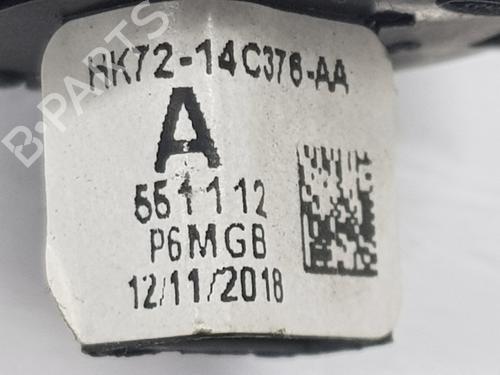 B-PARTS
HK72-14C376-AA
A
551112
P6MGB
12/11/2018